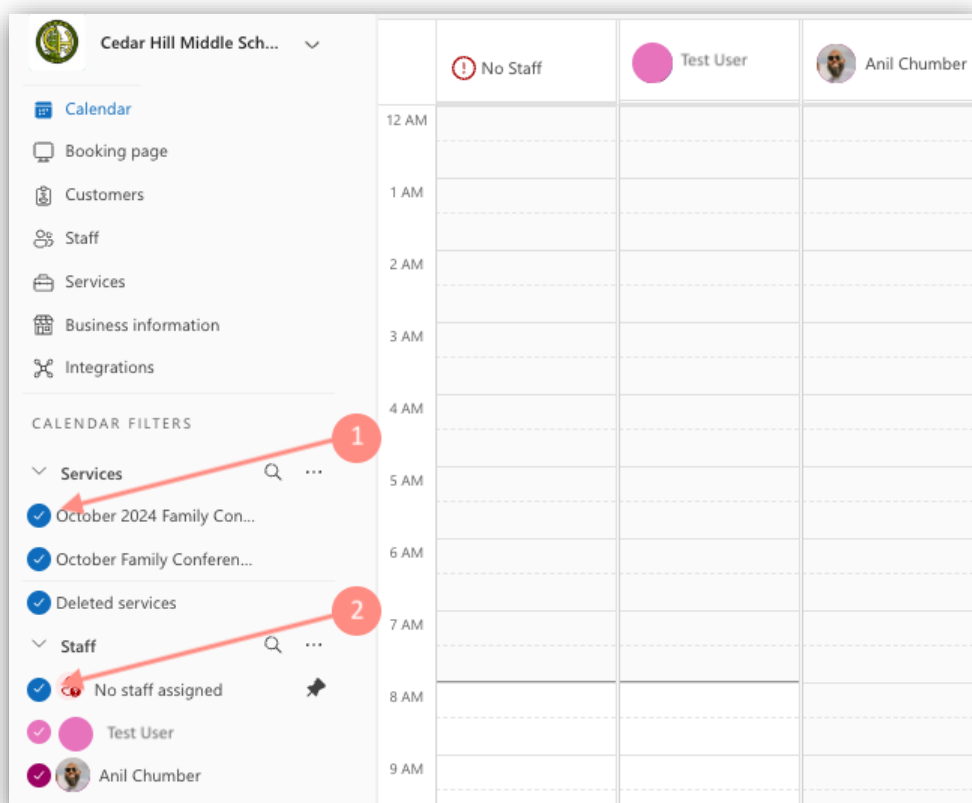 Cedar Hill Middle Sch...
Calendar
Booking page
Customers
Staff
Services
Business information
Integrations
CALENDAR FILTERS
1
Services
October 2024 Family Con...
October Family Conferen...
Deleted services
2
Staff
No staff assigned
Test User
Anil Chumber
No Staff
Test User
Anil Chumber
12 AM
1 AM
2 AM
3 AM
4 AM
5 AM
6 AM
7 AM
8 AM
9 AM